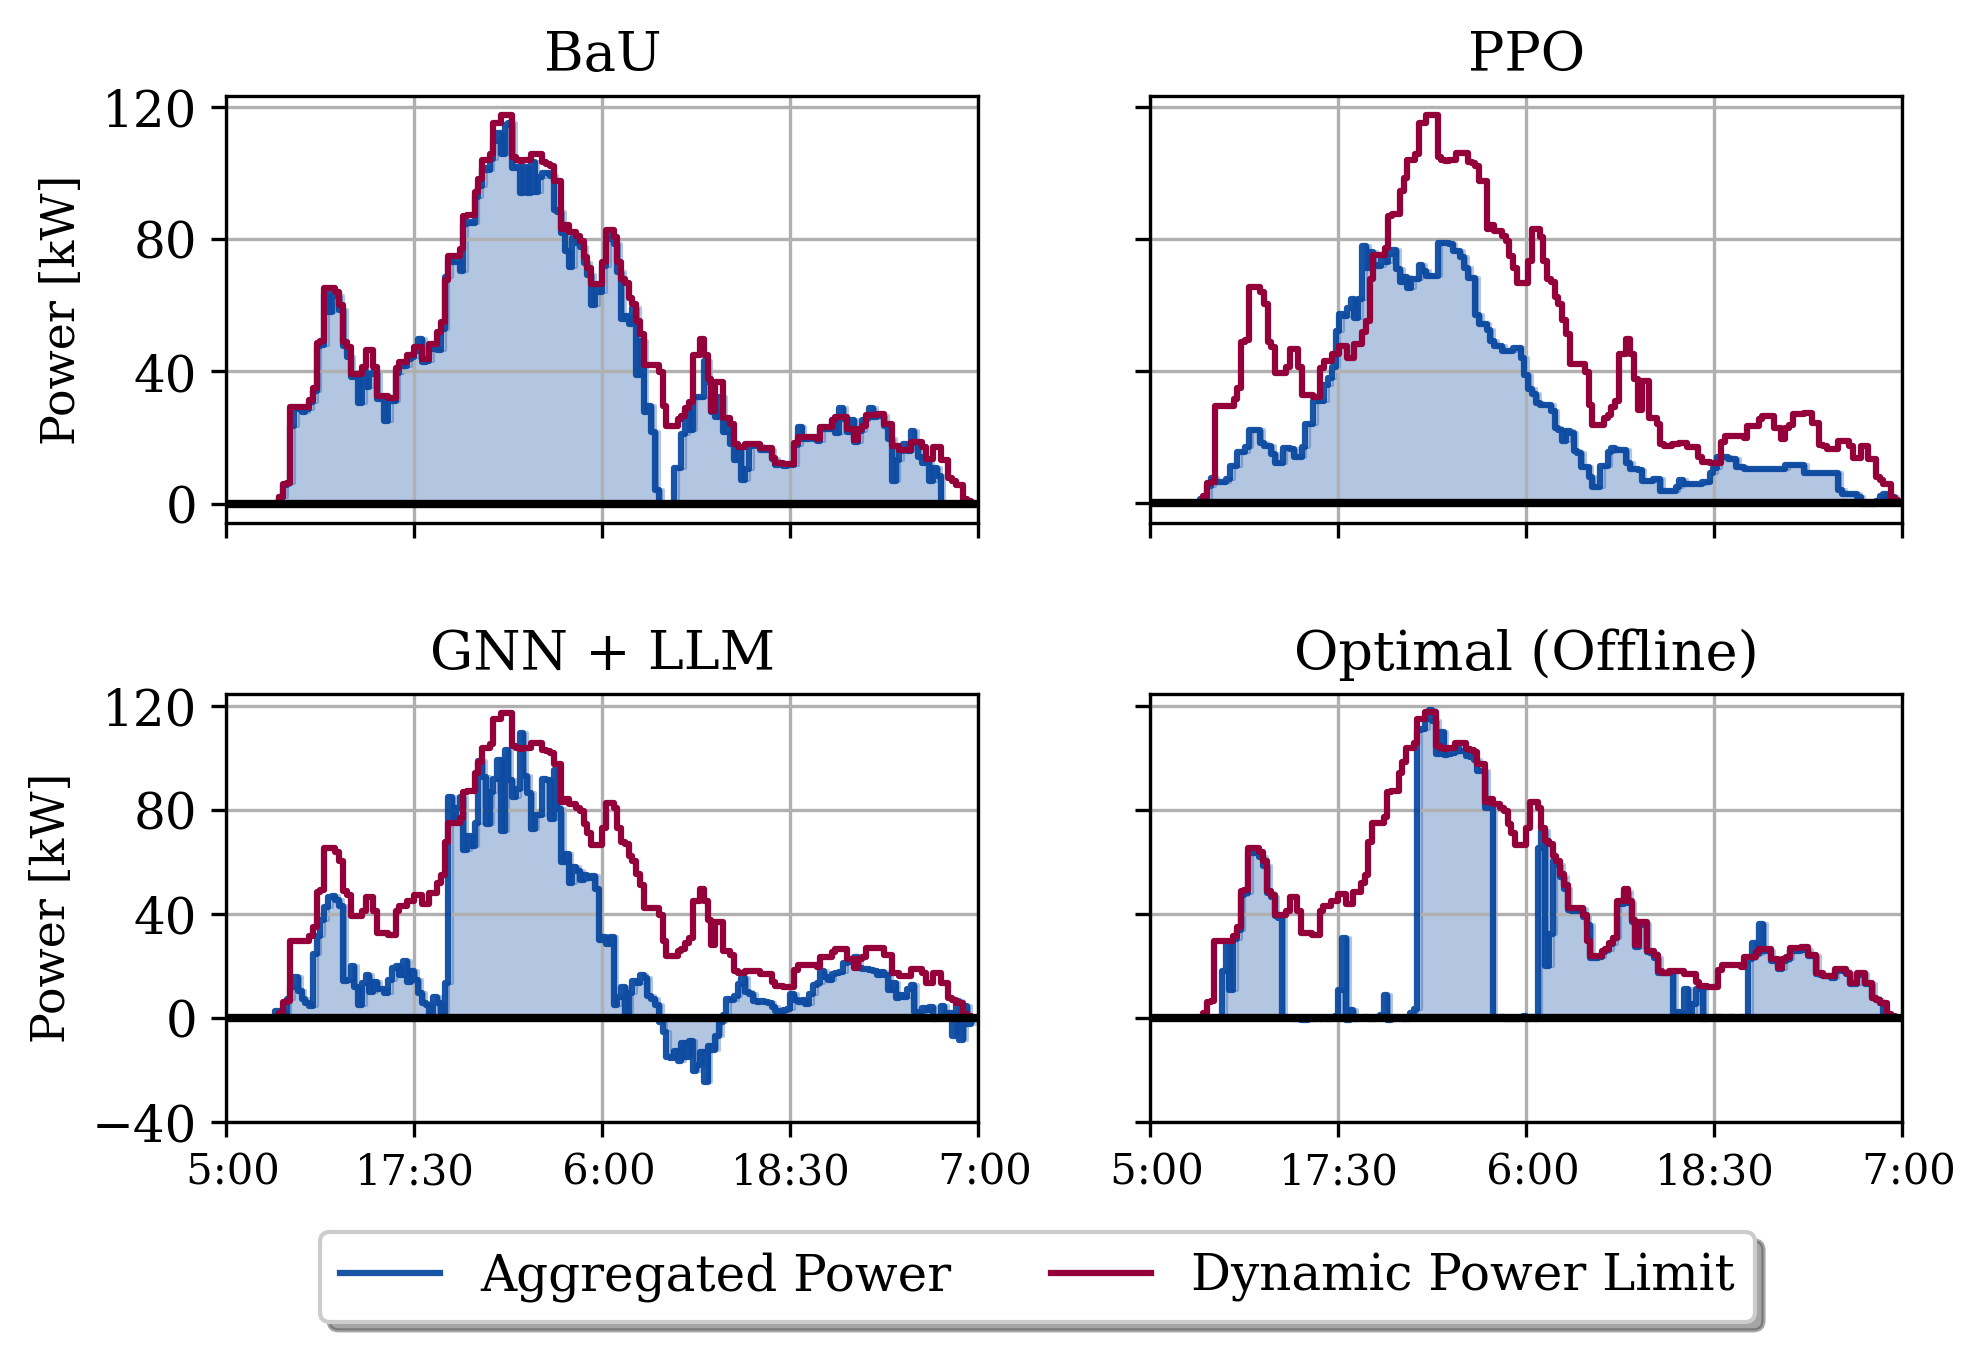 BaU
PPO
Power [kW]
120
80
40
0
GNN + LLM
Optimal (Offline)
Power [kW]
120
80
40
0
−40
5:00 17:30 6:00 18:30 7:00
5:00 17:30 6:00 18:30 7:00
Aggregated Power Dynamic Power Limit